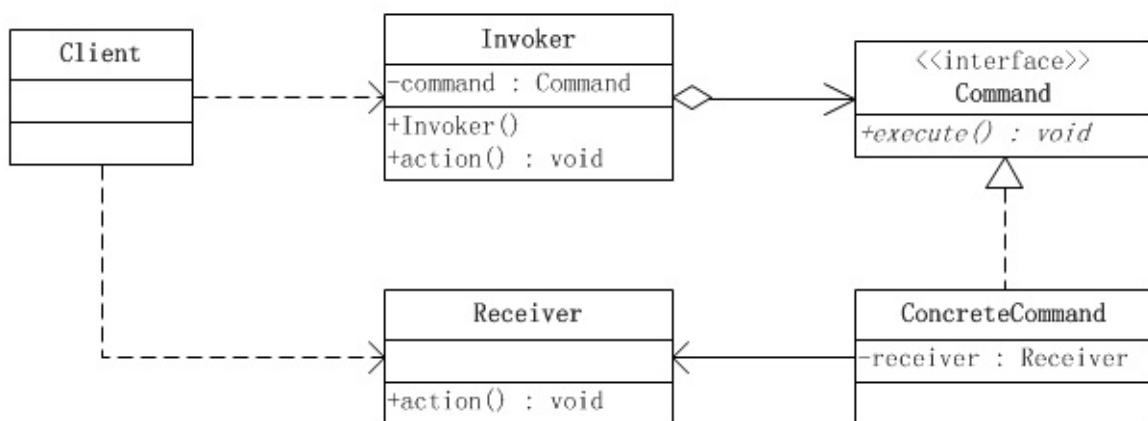 Client
Invoker
-command : Command
+Invoker()
+action() : void
<<interface>>
Command
+execute() : void
Receiver
+action() : void
ConcreteCommand
-receiver : Receiver